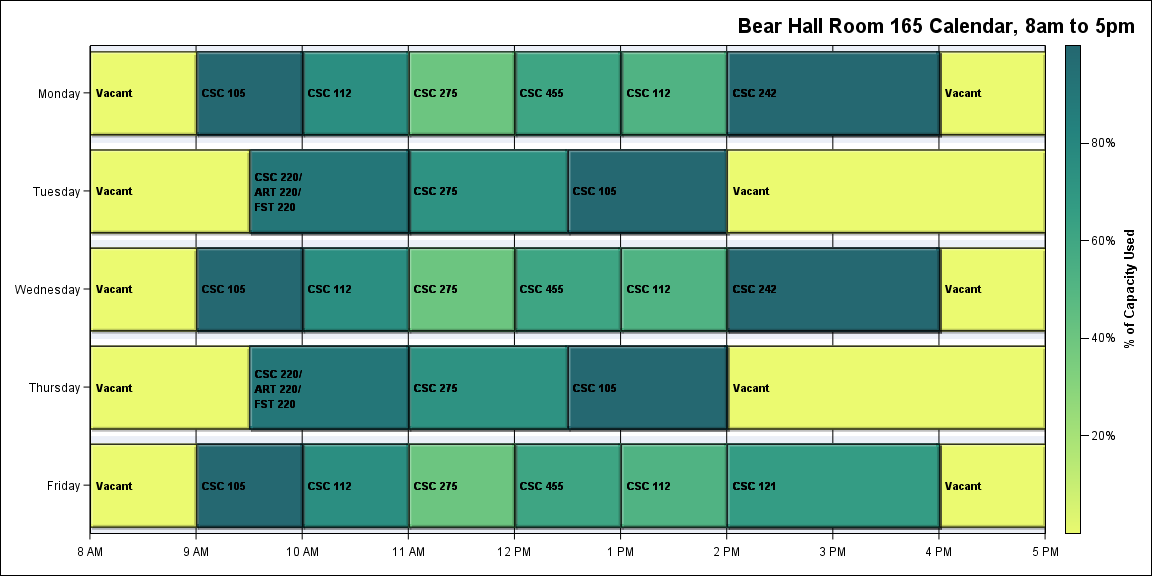 Bear Hall Room 165 Calendar, 8am to 5pm
Monday
Vacant
CSC 105
CSC 112
CSC 275
CSC 455
CSC 112
CSC 242
Vacant
Tuesday
Vacant
CSC 220/
ART 220/
FST 220
CSC 275
CSC 105
Vacant
Wednesday
Vacant
CSC 105
CSC 112
CSC 275
CSC 455
CSC 112
CSC 242
Vacant
Thursday
Vacant
CSC 220/
ART 220/
FST 220
CSC 275
CSC 105
Vacant
Friday
Vacant
CSC 105
CSC 112
CSC 275
CSC 455
CSC 112
CSC 121
Vacant
8 AM
9 AM
10 AM
11 AM
12 PM
1 PM
2 PM
3 PM
4 PM
5 PM
80%
60%
40%
20%
% of Capacity Used